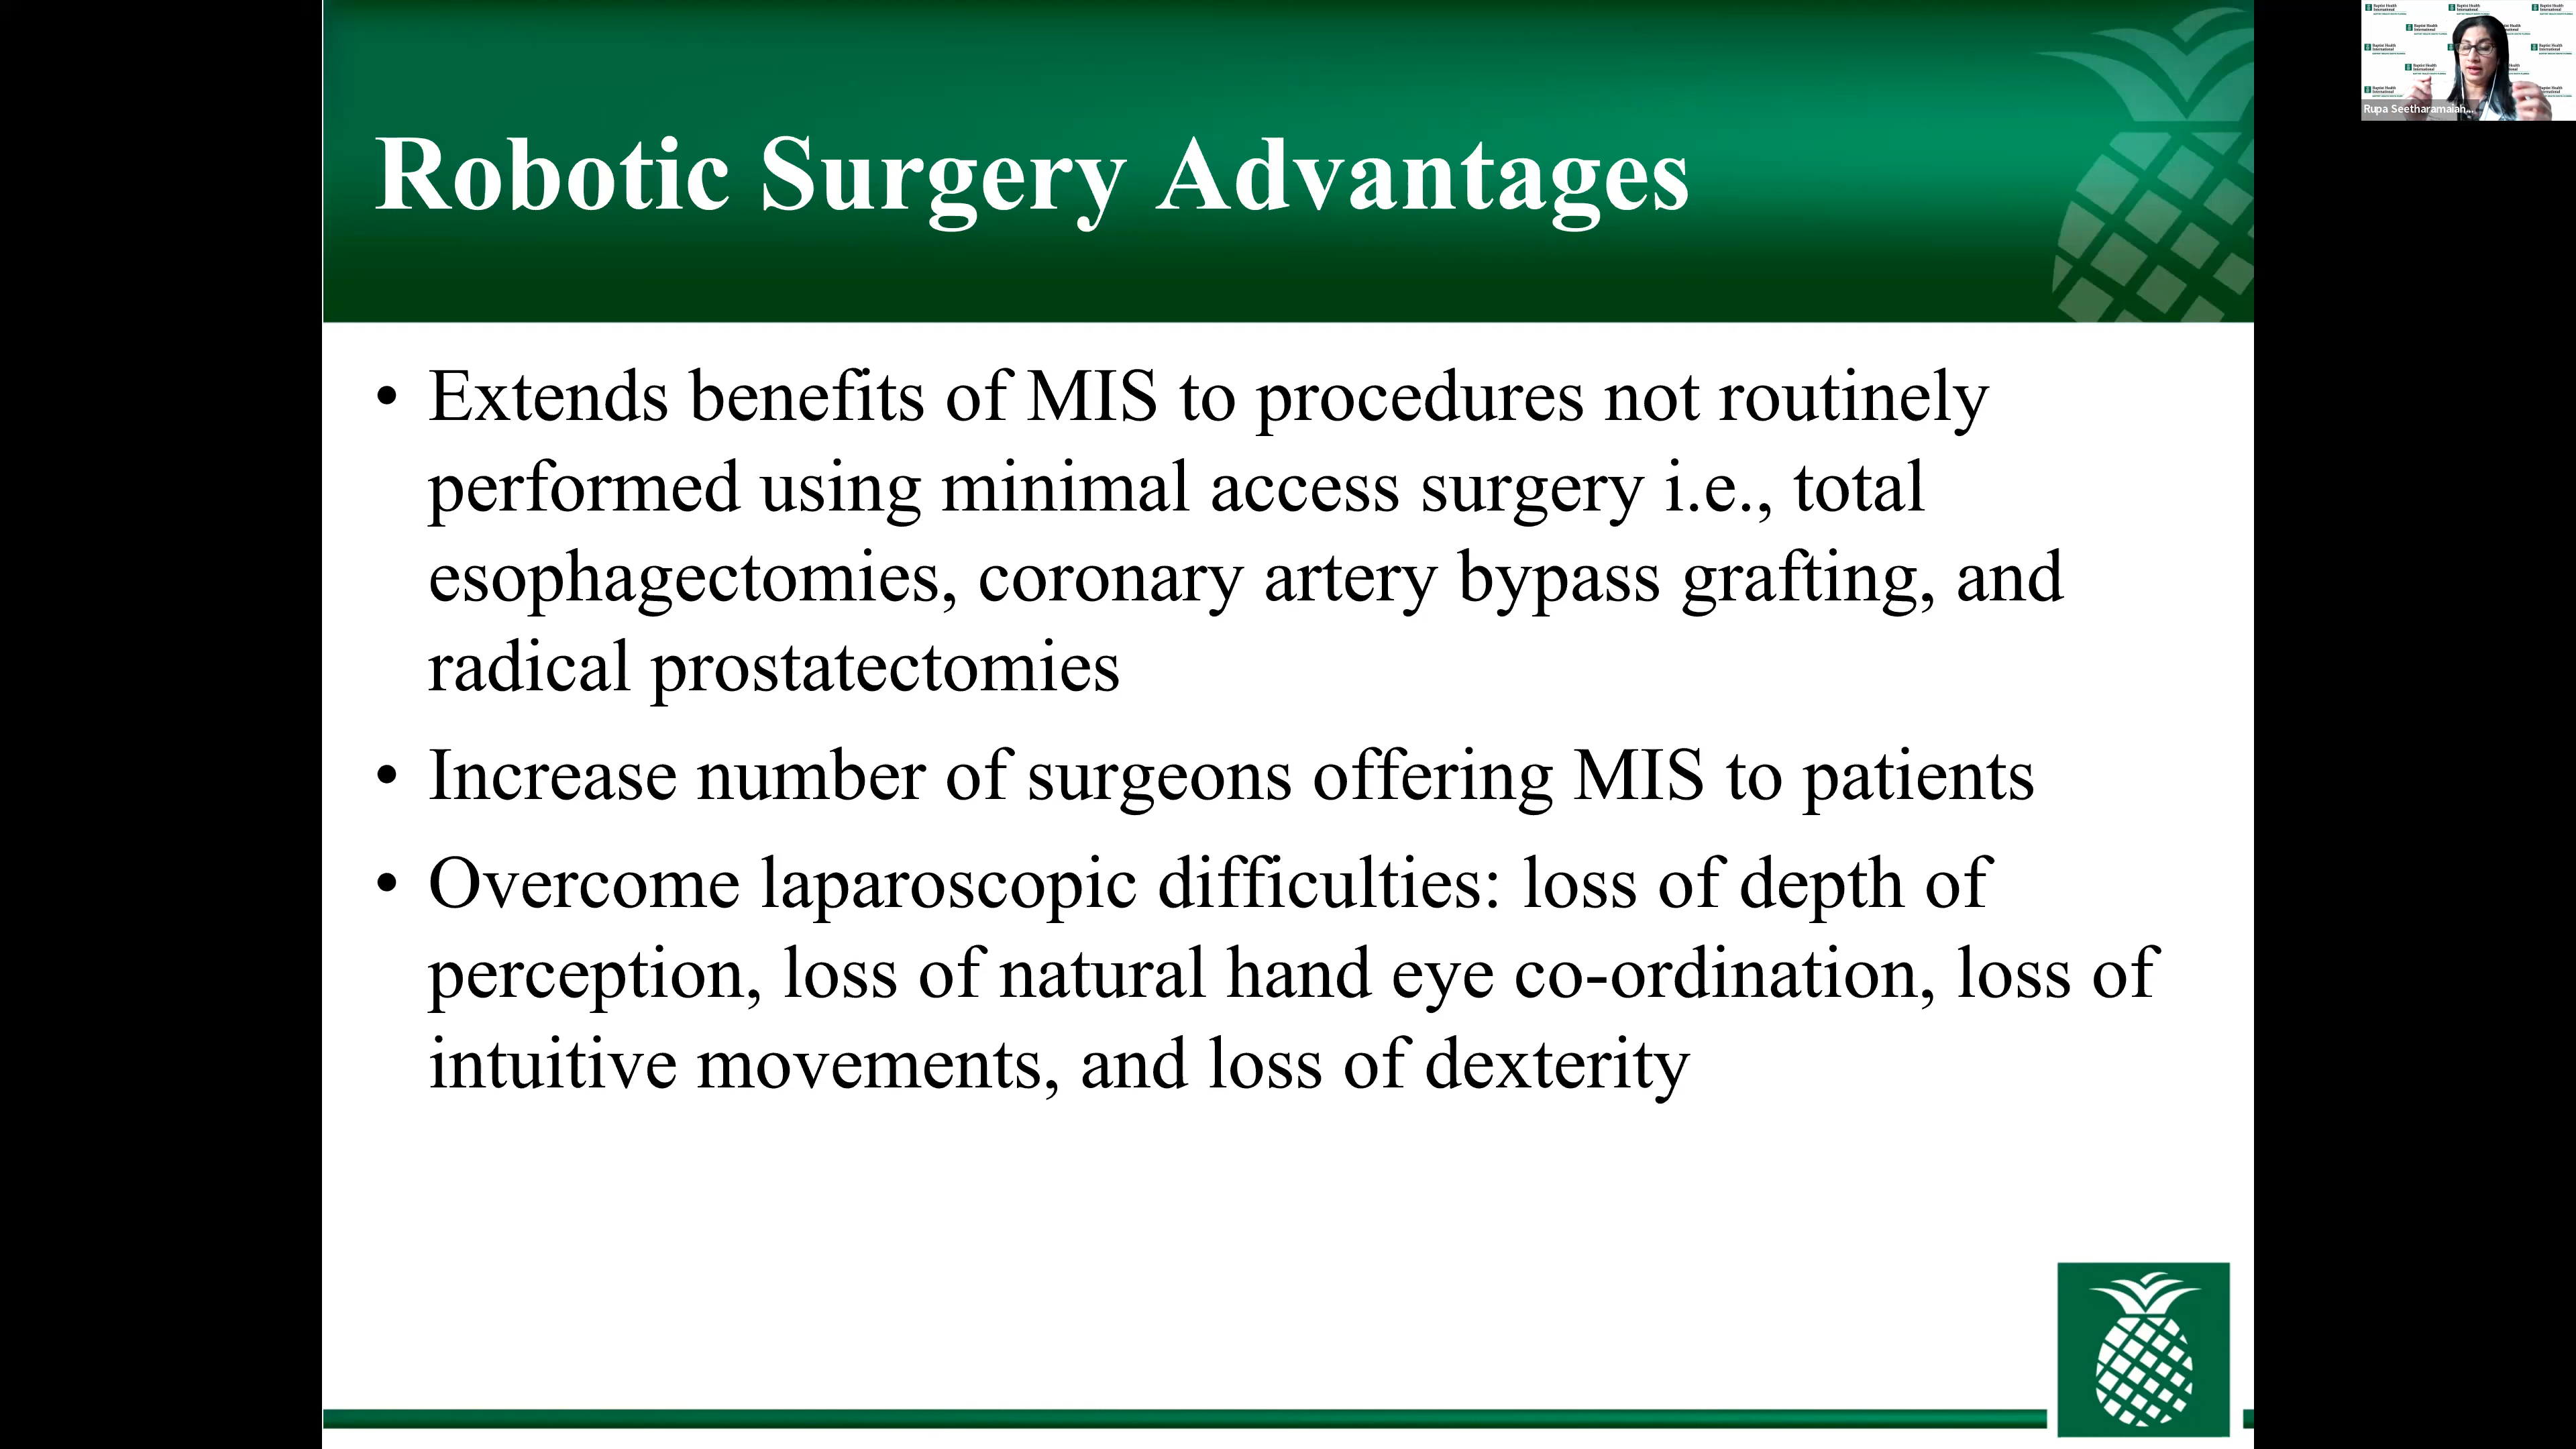 Robotic Surgery Advantages
• Extends benefits of MIS to procedures not routinely
performed using minimal access surgery i.e., total
esophagectomies, coronary artery bypass grafting, and
radical prostatectomies
• Increase number of surgeons offering MIS to patients
• Overcome laparoscopic difficulties: loss of depth of
perception, loss of natural hand eye co-ordination, loss of
intuitive movements, and loss of dexterity
Baptist Health
International
Rupa Seetharamaiah...